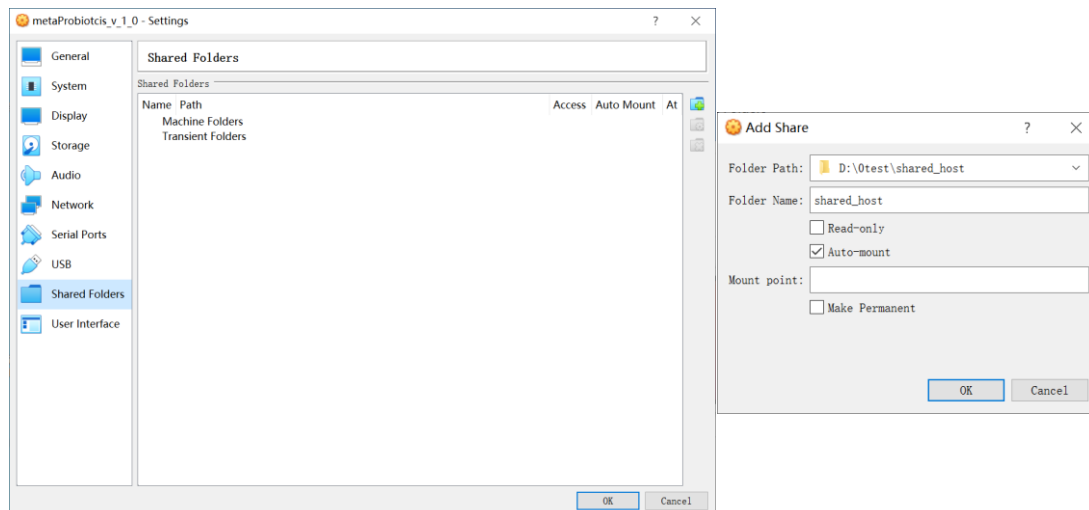 metaProbiotcis_v_1_0 - Settings ? ×
General
System
Display
Storage
Audio
Network
Serial Ports
USB
Shared Folders
User Interface
Shared Folders
Shared Folders
Name Path Access Auto Mount At
Machine Folders
Transient Folders
OK Cancel
Add Share ? ×
Folder Path: D:\0test\shared_host
Folder Name: shared_host
Read-only
Auto-mount
Mount point:
Make Permanent
OK Cancel